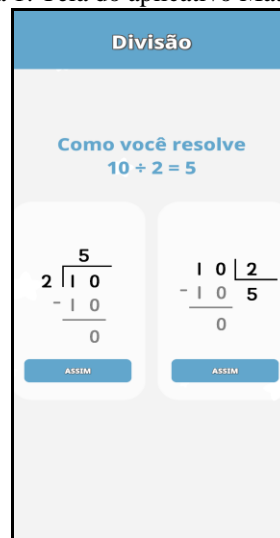 Divisão
Como você resolve
10 ÷ 2 = 5
5
2 1 0
- 1 0
0
ASSIM
1 0 2
- 1 0 5
0
ASSIM